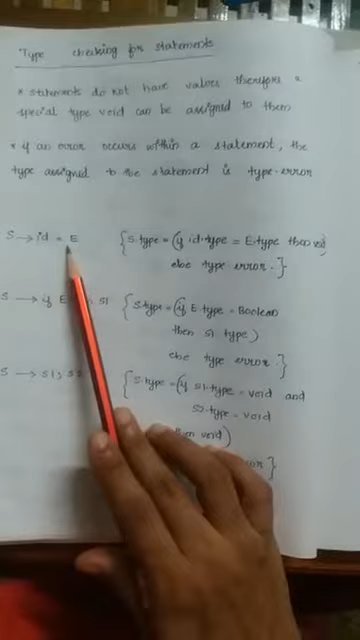 Type checking for statements
* statements do not have values therefore a
special type void can be assigned to them
* if an error occurs within a statement, the
type assigned to the statement is type-error
S → id = E { S.type = (if id.type = E.type then void
else type error. }
S → if E S1 { S.type = (if E.type = Boolean
then S1.type)
else type error. }
S → S1; S2 { S.type = (if S1.type = void and
S2.type = void
then void)
error }